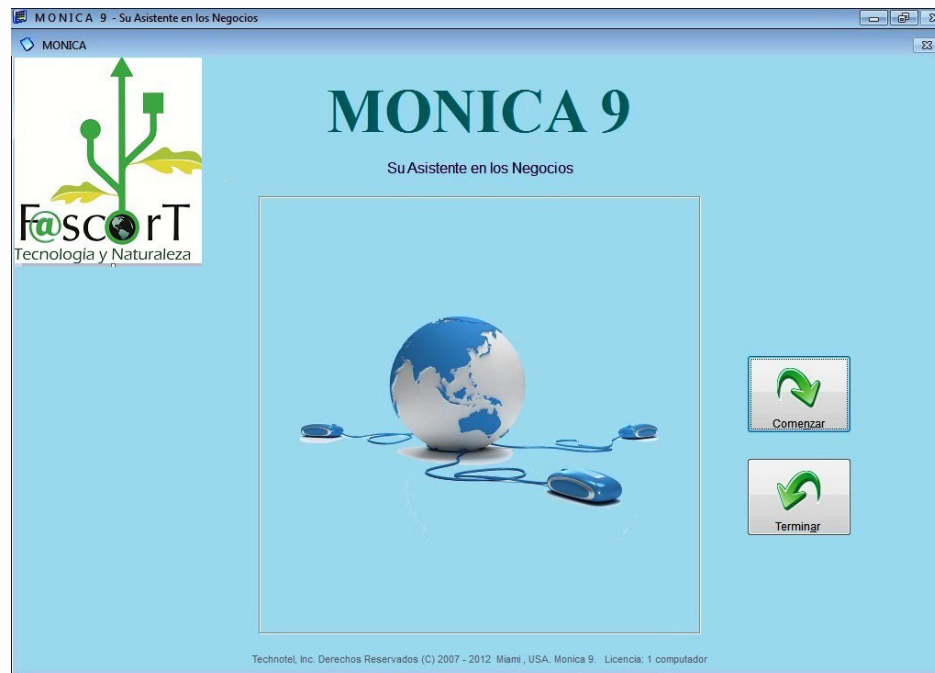 MONICA 9 - Su Asistente en los Negocios
MONICA
F@scorT
Tecnología y Naturaleza
MONICA 9
Su Asistente en los Negocios
Comenzar
Terminar
Technotel, Inc. Derechos Reservados (C) 2007 - 2012 Miami , USA. Monica 9. Licencia: 1 computador